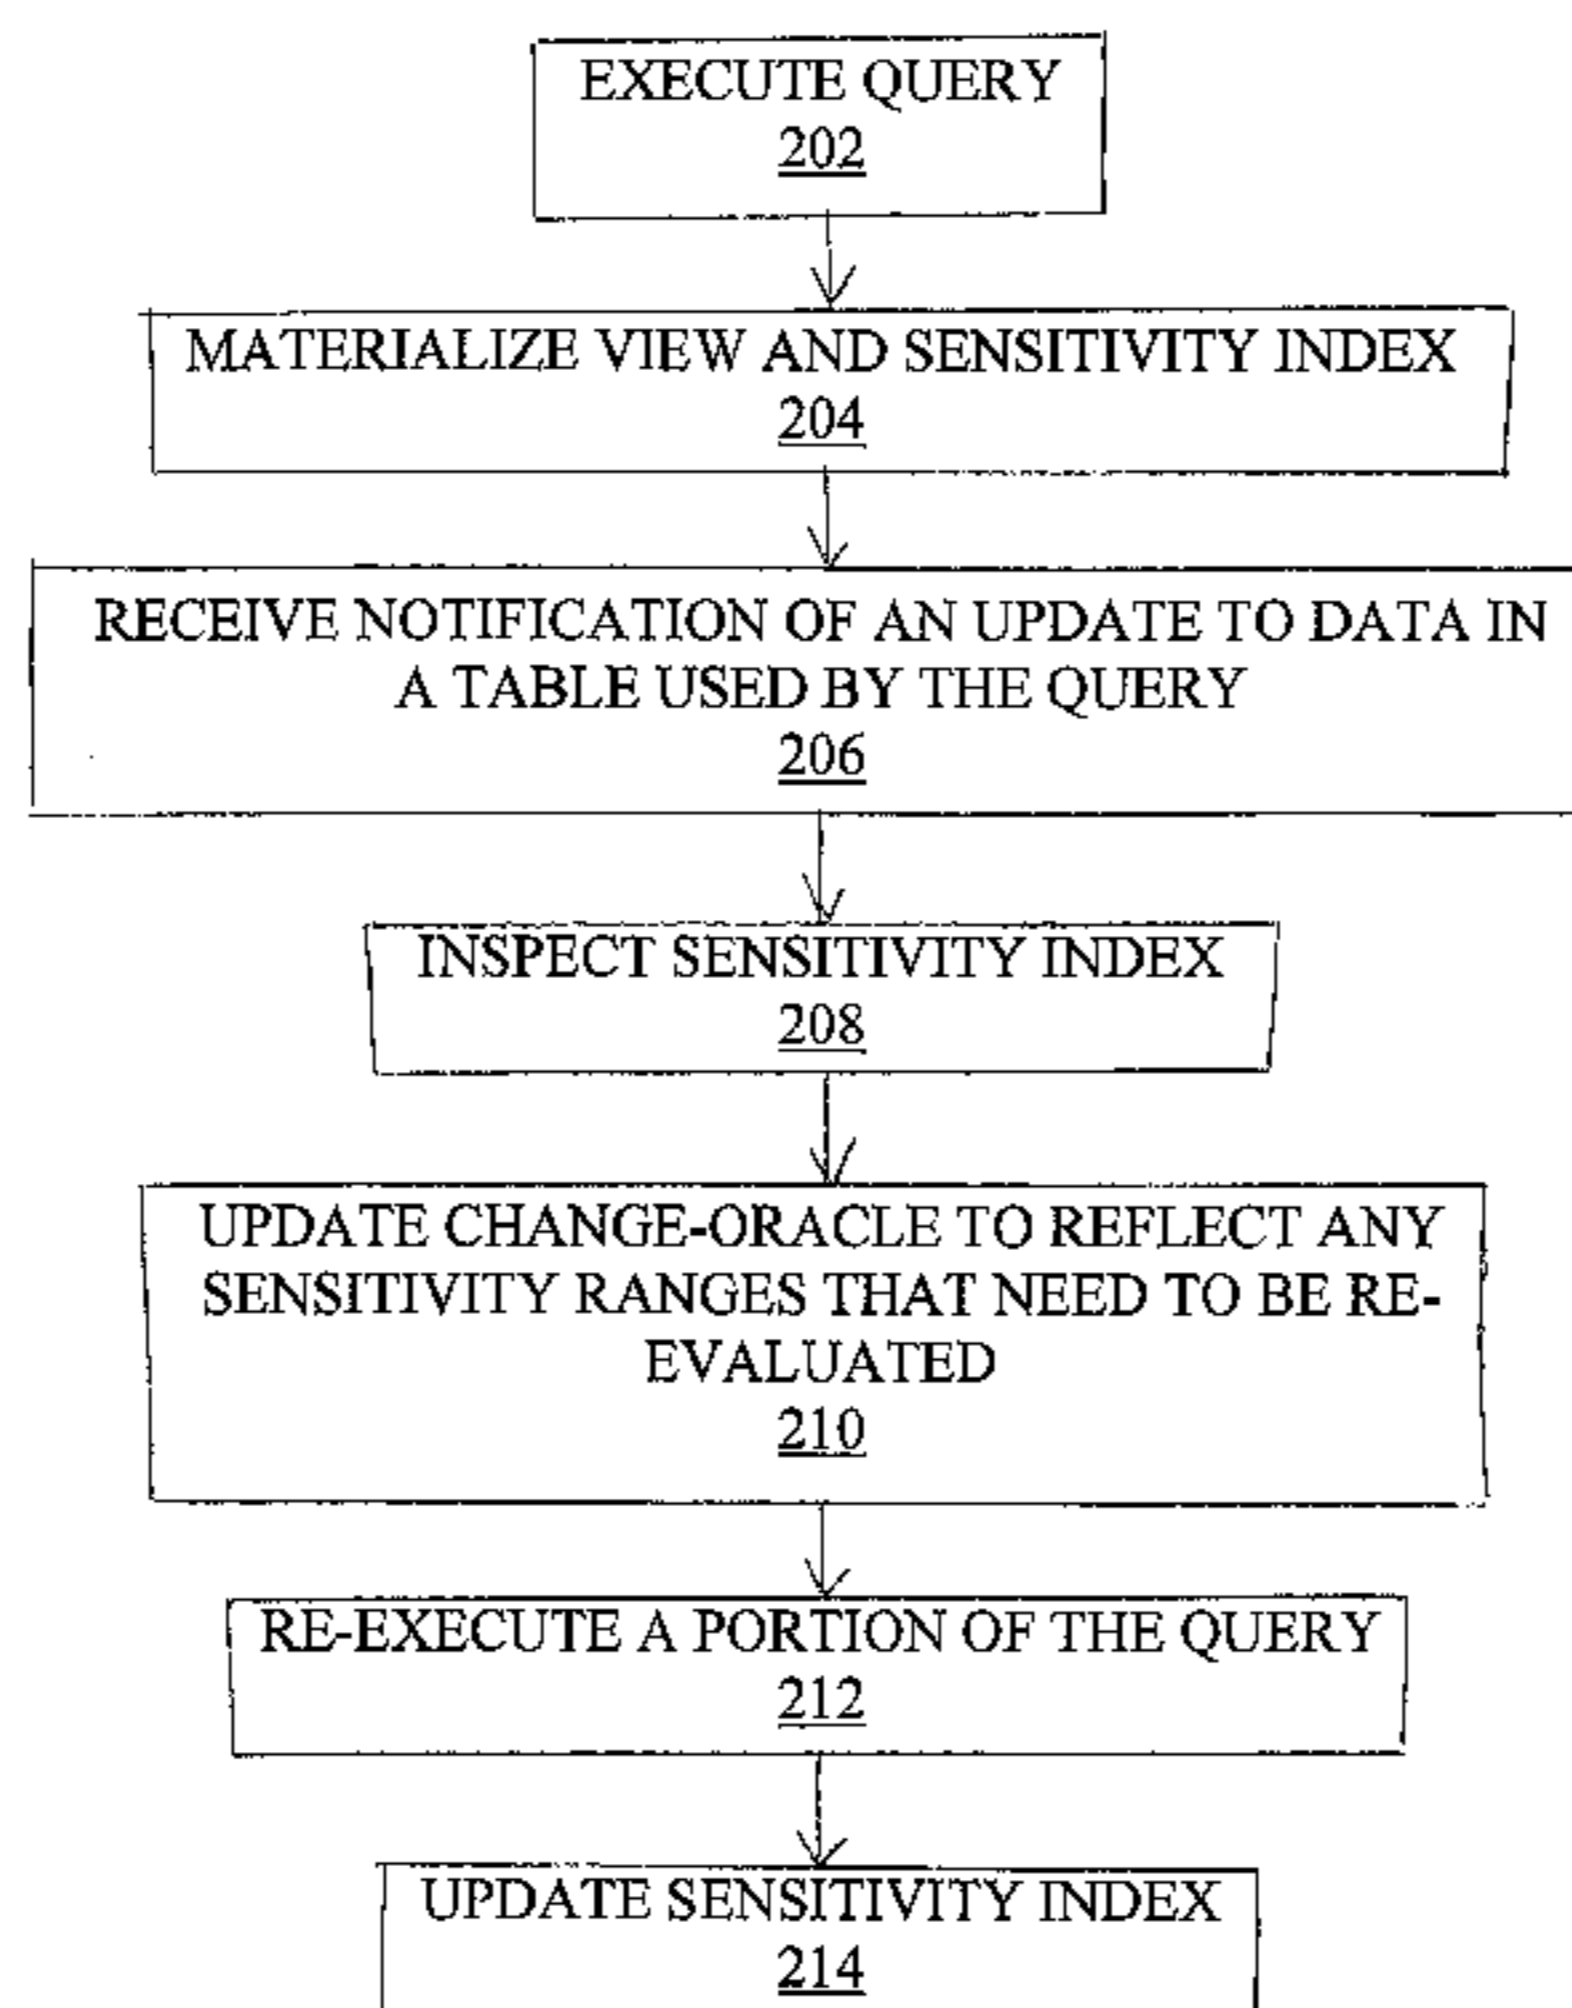 EXECUTE QUERY
202
MATERIALIZE VIEW AND SENSITIVITY INDEX
204
RECEIVE NOTIFICATION OF AN UPDATE TO DATA IN
A TABLE USED BY THE QUERY
206
INSPECT SENSITIVITY INDEX
208
UPDATE CHANGE-ORACLE TO REFLECT ANY
SENSITIVITY RANGES THAT NEED TO BE RE-
EVALUATED
210
RE-EXECUTE A PORTION OF THE QUERY
212
UPDATE SENSITIVITY INDEX
214